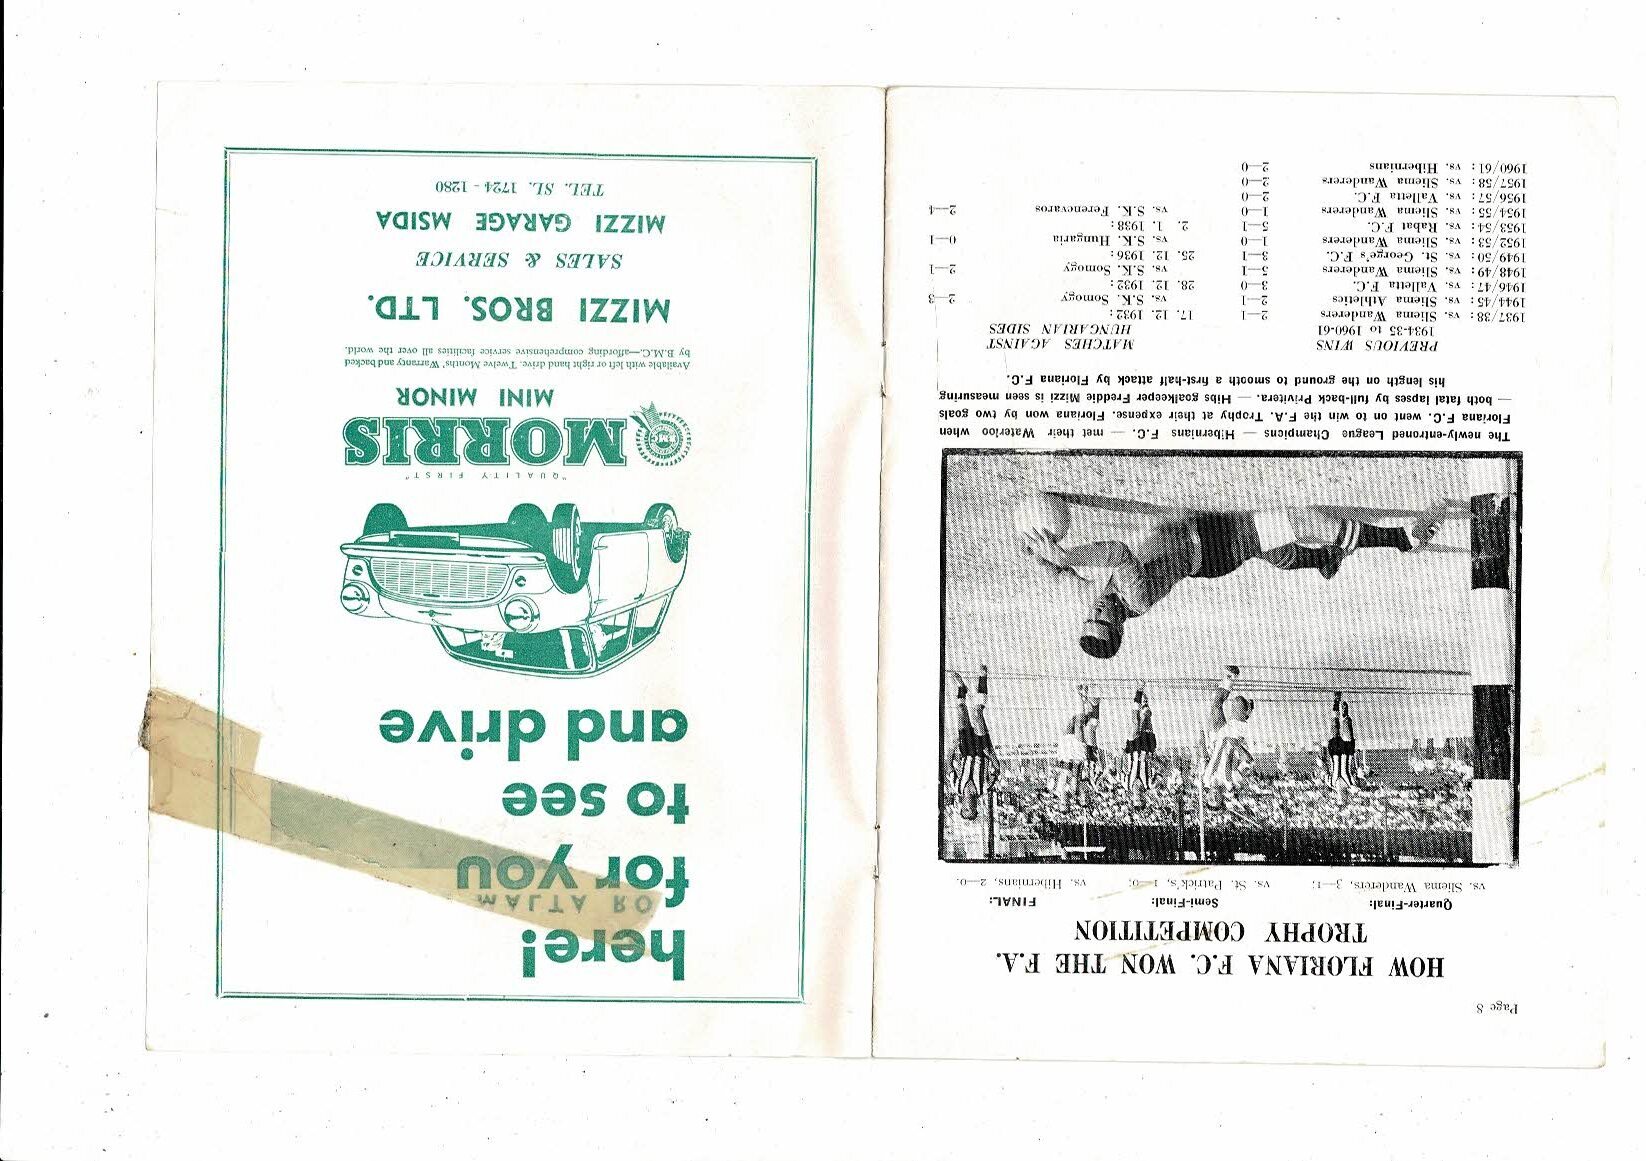 Page 8
HOW FLORIANA F.C. WON THE F.A.
TROPHY COMPETITION
Quarter-Final: Semi-Final: FINAL:
vs. Sliema Wanderers, 3—1; vs. St. Patrick's, 1—0; vs. Hibernians, 2—0.
The newly-entroned League Champions — Hibernians F.C. — met their Waterloo when
Floriana F.C. went on to win the F.A. Trophy at their expense. Floriana won by two goals
— both fatal lapses by full-back Privitera. — Hibs goalkeeper Freddie Mizzi is seen measuring
his length on the ground to smooth a first-half attack by Floriana F.C.
PREVIOUS WINS
1934-35 to 1960-61
1937/38: vs. Sliema Wanderers 2—1
1944/45: vs. Sliema Athletics 2—1
1946/47: vs. Valletta F.C. 3—0
1948/49: vs. Sliema Wanderers 5—1
1949/50: vs. St. George's F.C. 3—1
1952/53: vs. Sliema Wanderers 1—0
1953/54: vs. Rabat F.C. 5—1
1954/55: vs. Sliema Wanderers 1—0
1956/57: vs. Valletta F.C. 2—0
1957/58: vs. Sliema Wanderers 2—0
1960/61: vs. Hibernians 2—0
MATCHES AGAINST
HUNGARIAN SIDES
17. 12. 1932:
vs. S.K. Somogy 2—3
28. 12. 1932:
vs. S.K. Somogy 2—1
25. 12. 1936:
vs. S.K. Hungaria 0—1
2. 1. 1938:
vs. S.K. Ferencvaros 2—4
here!
MALTA RO
for you
to see
and drive
"QUALITY FIRST"
BMC
MORRIS
MINI MINOR
Available with left or right hand drive. Twelve Months' Warranty and backed
by B.M.C.—affording comprehensive service facilities all over the world.
MIZZI BROS. LTD.
SALES & SERVICE
MIZZI GARAGE MSIDA
TEL. SL. 1724 - 1280